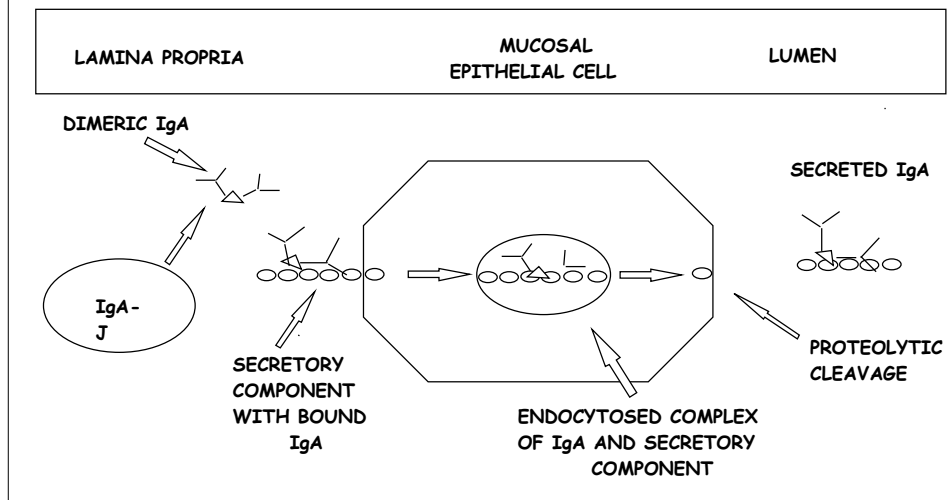 LAMINA PROPRIA
MUCOSAL
EPITHELIAL CELL
LUMEN
DIMERIC IgA
SECRETED IgA
IgA-
J
SECRETORY
COMPONENT
WITH BOUND
IgA
ENDOCYTOSED COMPLEX
OF IgA AND SECRETORY
COMPONENT
PROTEOLYTIC
CLEAVAGE